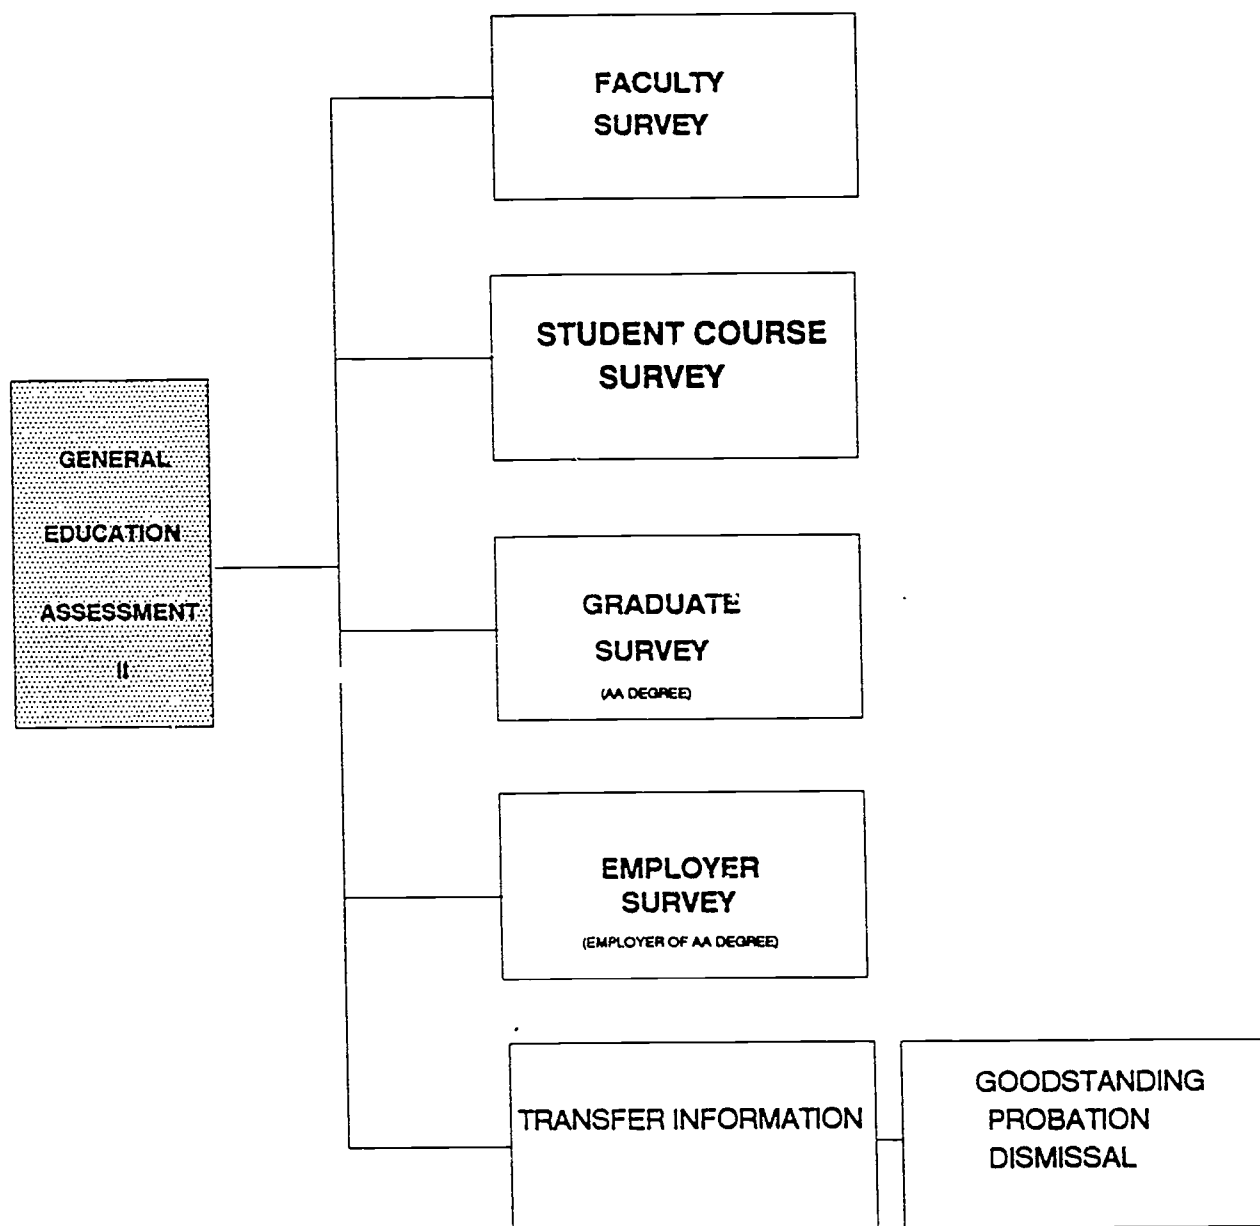 FACULTY
SURVEY
STUDENT COURSE
SURVEY
GENERAL
EDUCATION
ASSESSMENT
II
GRADUATE
SURVEY
(AA DEGREE)
EMPLOYER
SURVEY
(EMPLOYER OF AA DEGREE)
TRANSFER INFORMATION
GOODSTANDING
PROBATION
DISMISSAL